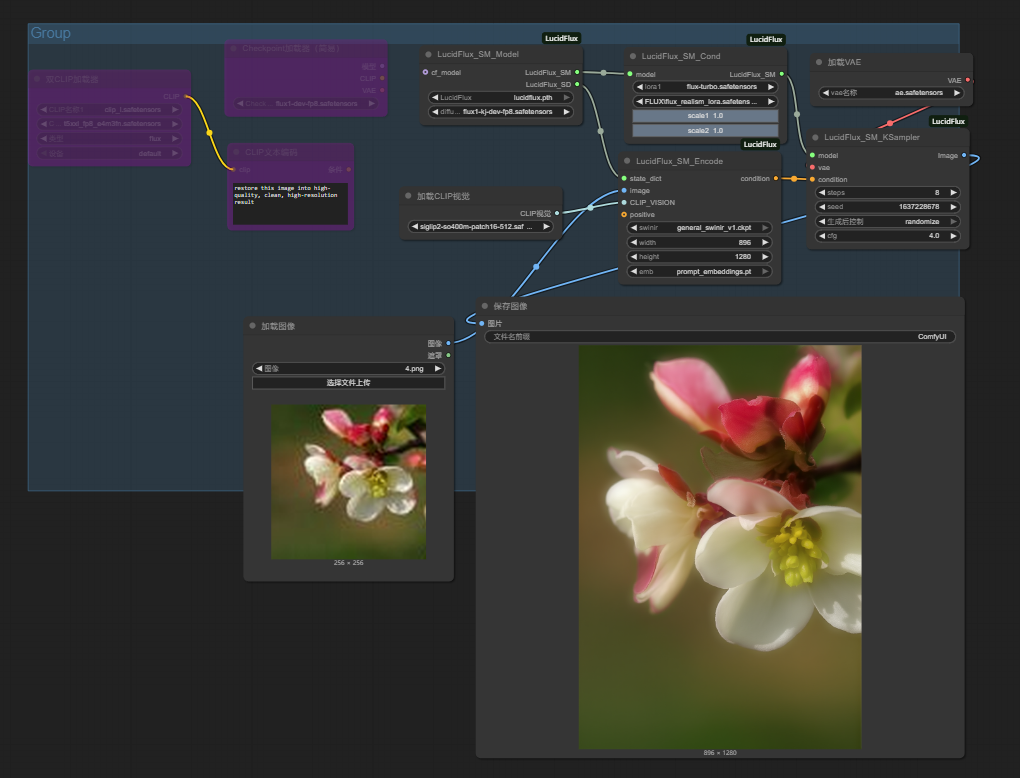 Group
LucidFlux
LucidFlux
Checkpoint加载器（简易）
LucidFlux_SM_Model
LucidFlux_SM_Cond
加载VAE
cf_model
LucidFlux_SM
LucidFlux_SD
model
LucidFlux_SM
VAE
模型
CLIP
VAE
双CLIP加载器
CLIP
lora1 flux-turbo.safetensors
vae名称 ae.safetensors
LucidFlux lucidflux.pth
FLUX\flux_realism_lora.safetens ...
flux1-dev-fp8.safetensors
diffu ... flux1-kj-dev-fp8.safetensors
scale1 1.0
scale2 1.0
CLIP名称1 clip_l.safetensors
类型 flux
设备 default
LucidFlux
LucidFlux_SM_KSampler
LucidFlux
LucidFlux_SM_Encode
model
Image
vae
condition
CLIP文本编码
clip
条件
restore this image into high-
quality, clean, high-resolution
result
state_dict
condition
image
CLIP_VISION
positive
steps 8
seed 1637228678
生成后控制 randomize
cfg 4.0
加载CLIP视觉
CLIP视觉
siglip2-so400m-patch16-512.saf ...
swinir general_swinir_v1.ckpt
width 896
height 1280
emb prompt_embeddings.pt
保存图像
图片
文件名前缀 ComfyUI
加载图像
图像
遮罩
图像 4.png
选择文件上传
256 × 256
896 × 1280